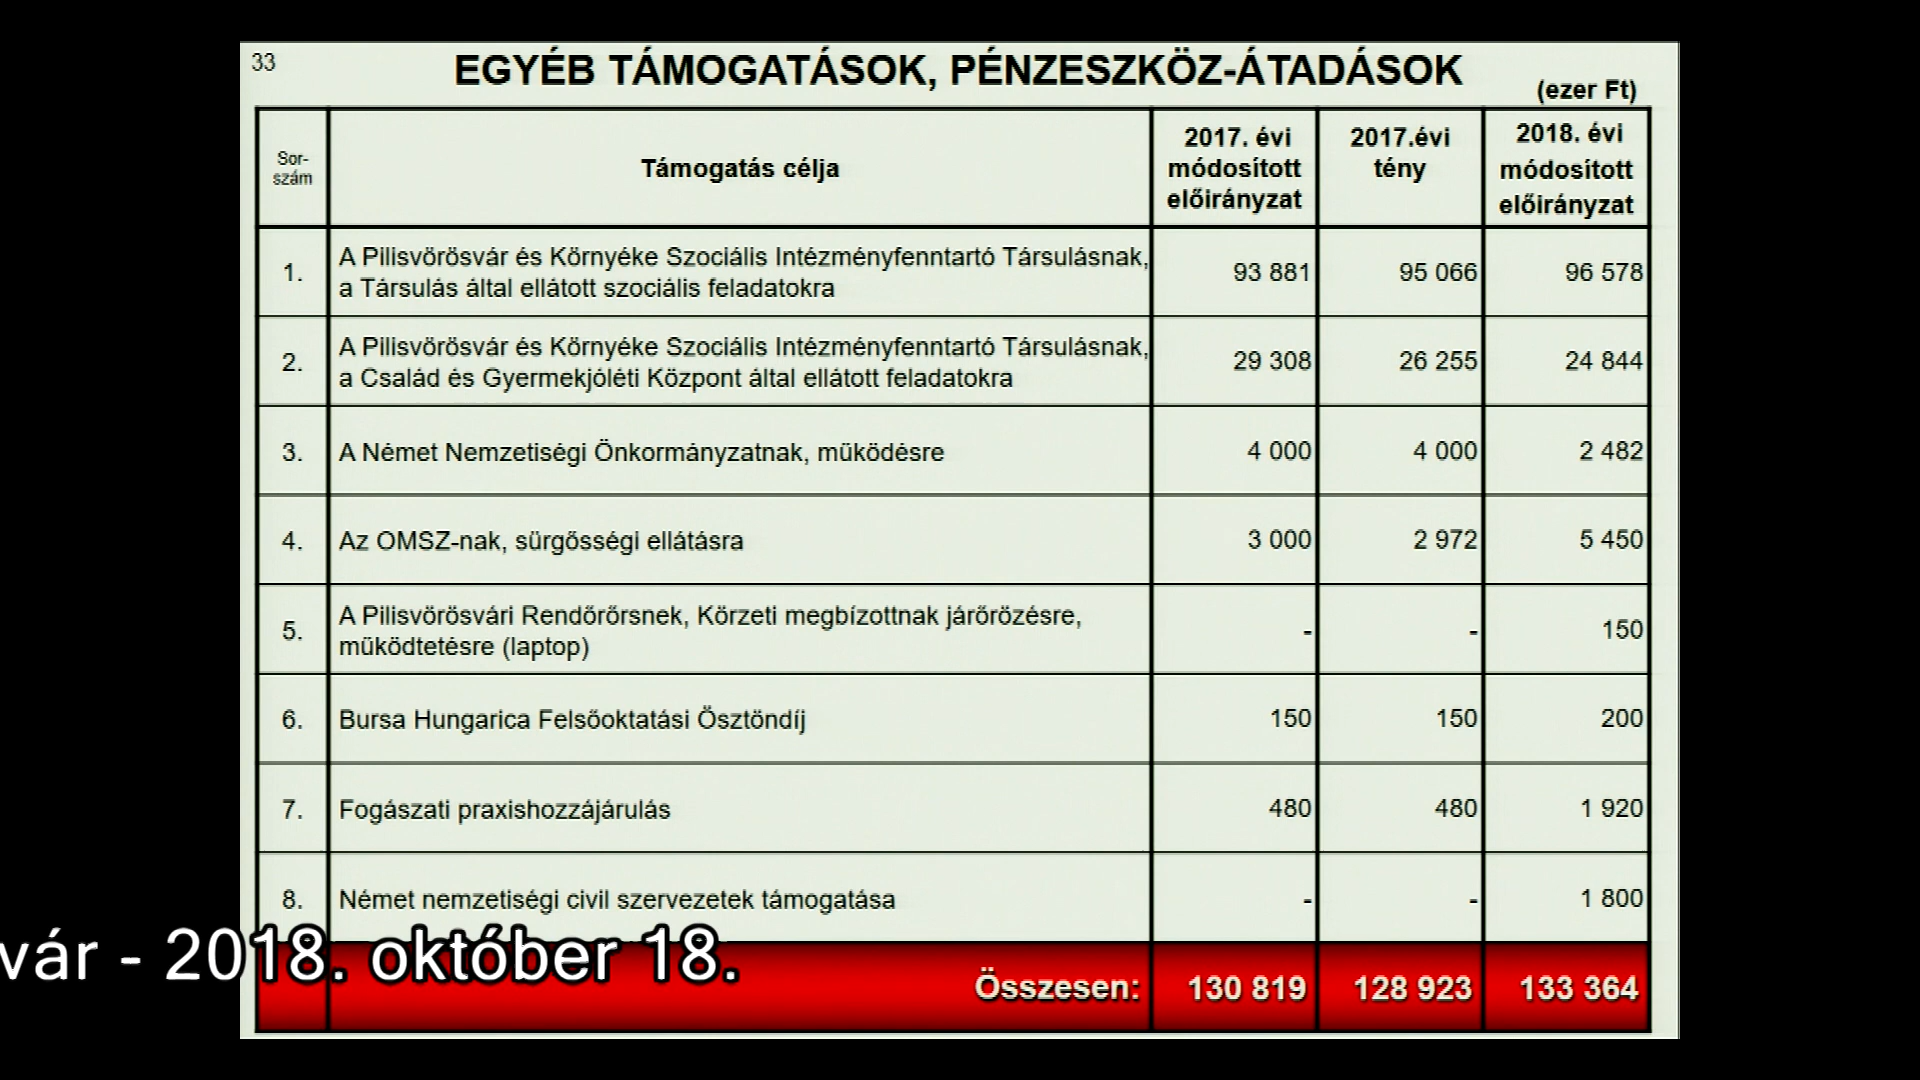 33
EGYÉB TÁMOGATÁSOK, PÉNZESZKÖZ-ÁTADÁSOK
(ezer Ft)
Sor-
szám
Támogatás célja
2017. évi
módosított
előirányzat
2017.évi
tény
2018. évi
módosított
előirányzat
1.
A Pilisvörösvár és Környéke Szociális Intézményfenntartó Társulásnak,
a Társulás által ellátott szociális feladatokra
93 881
95 066
96 578
2.
A Pilisvörösvár és Környéke Szociális Intézményfenntartó Társulásnak,
a Család és Gyermekjóléti Központ által ellátott feladatokra
29 308
26 255
24 844
3.
A Német Nemzetiségi Önkormányzatnak, működésre
4 000
4 000
2 482
4.
Az OMSZ-nak, sürgősségi ellátásra
3 000
2 972
5 450
5.
A Pilisvörösvári Rendőrörsnek, Körzeti megbízottnak járőrözésre,
működtetésre (laptop)
-
-
150
6.
Bursa Hungarica Felsőoktatási Ösztöndíj
150
150
200
7.
Fogászati praxishozzájárulás
480
480
1 920
8.
Német nemzetiségi civil szervezetek támogatása
-
-
1 800
vár - 2018. október 18.
Összesen:
130 819
128 923
133 364